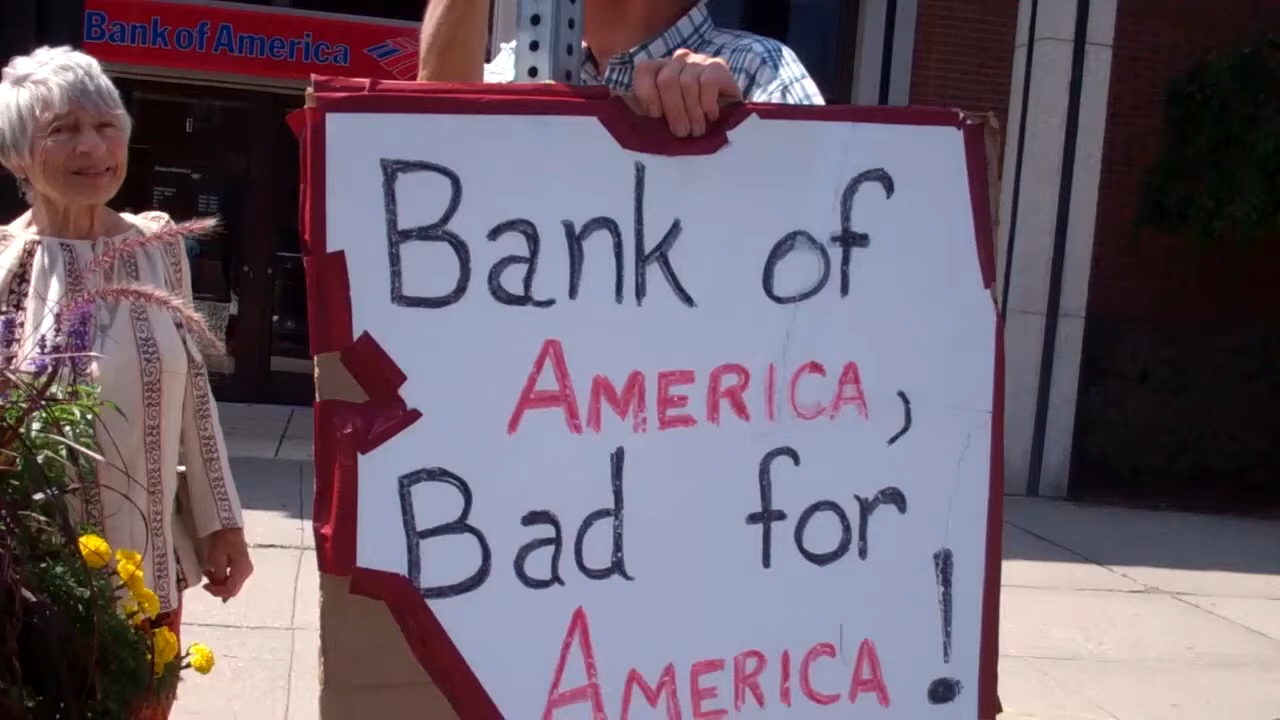 Bank of America
Bank of
AMERICA,
Bad for
AMERICA!